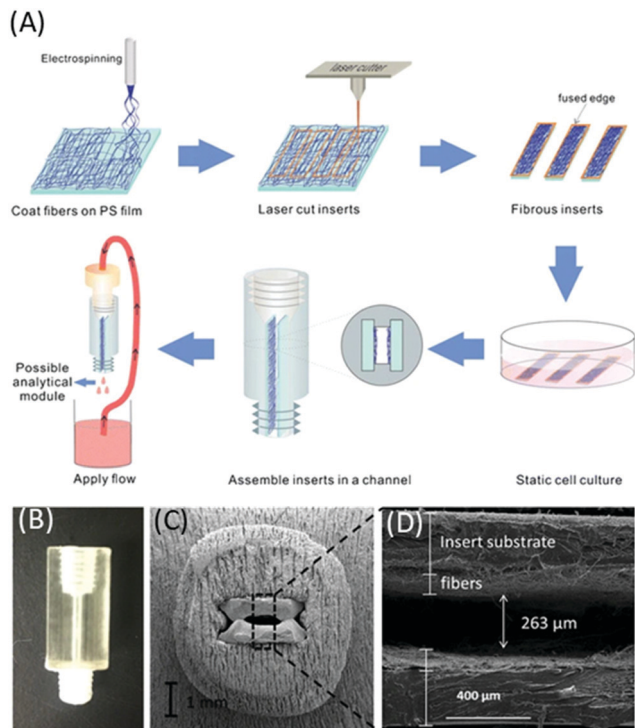 (A)
Electrospinning
laser cutter
fused edge
Coat fibers on PS film
Laser cut inserts
Fibrous inserts
Possible
analytical
module
Apply flow
Assemble inserts in a channel
Static cell culture
(B)
(C)
1 mm
(D)
Insert substrate
fibers
263 μm
400 μm